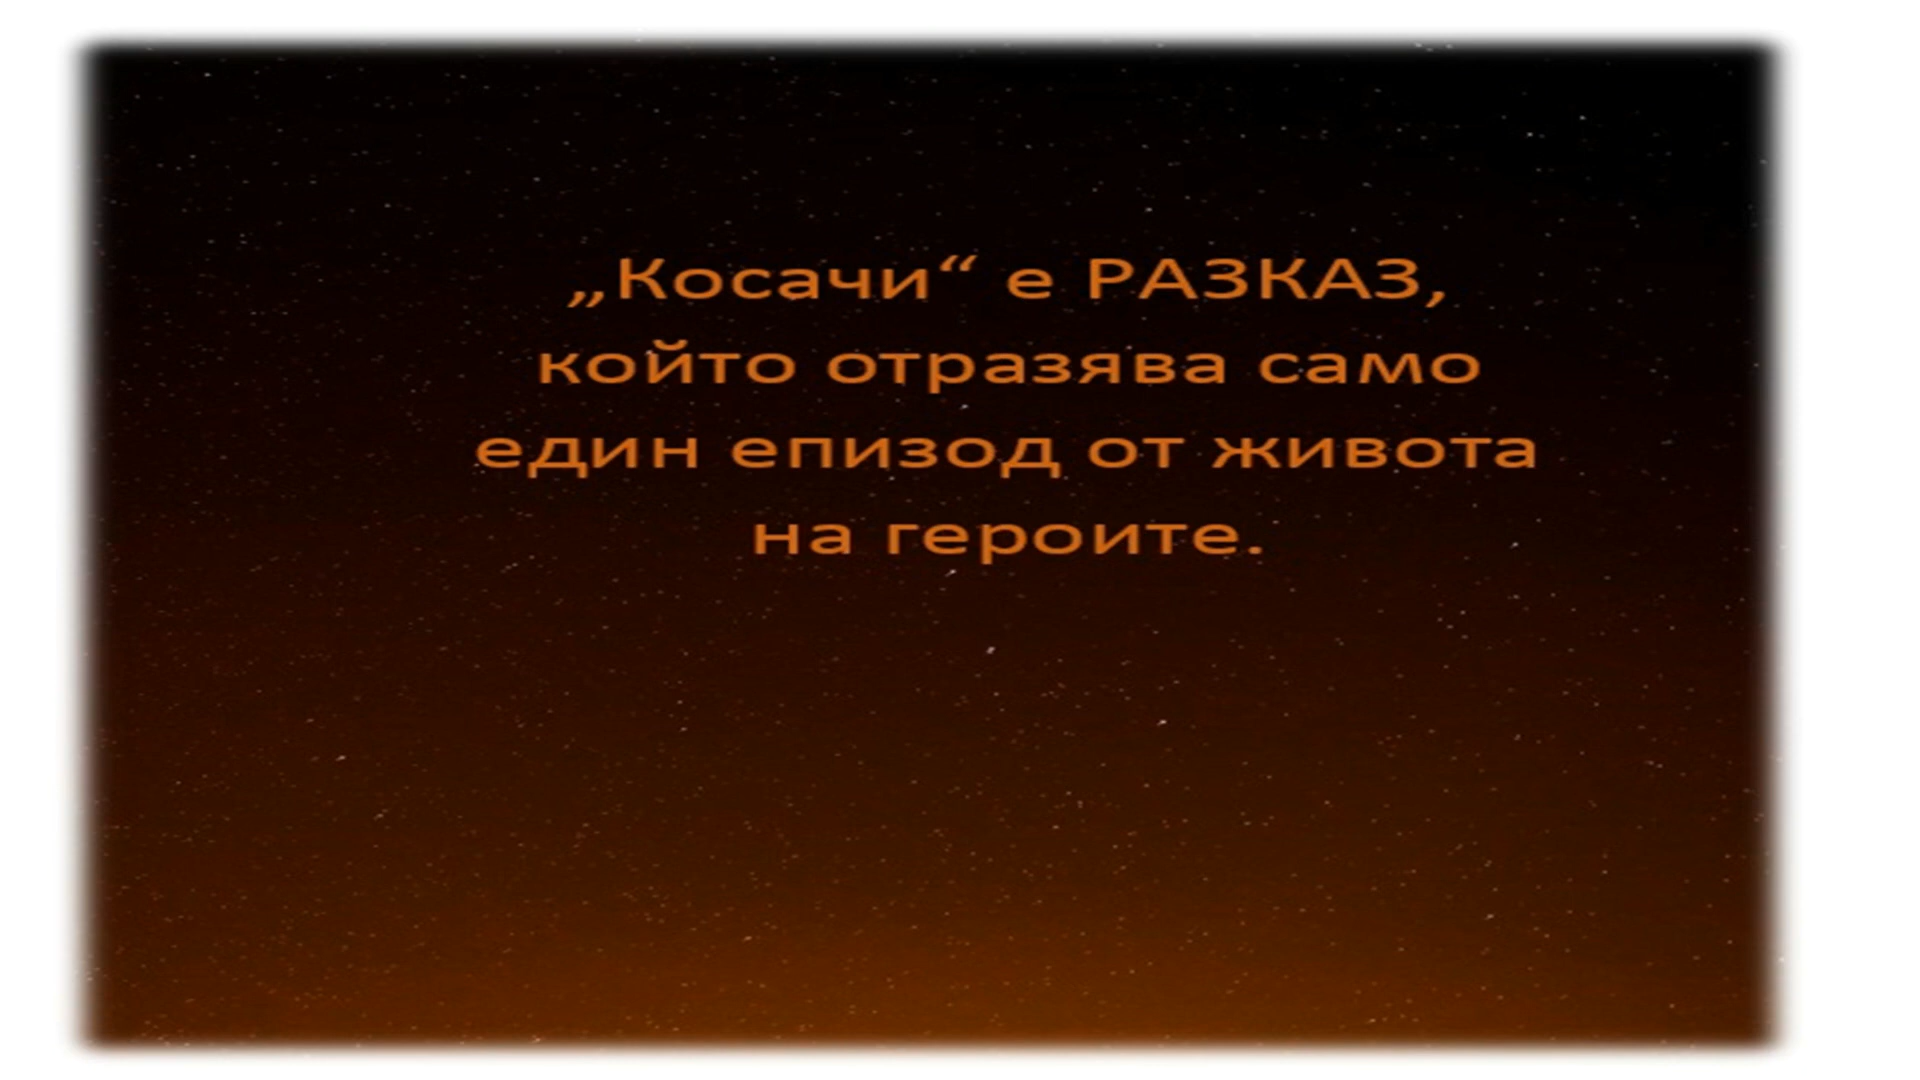 „Косачи“ е РАЗКАЗ,
който отразява само
един епизод от живота
на героите.